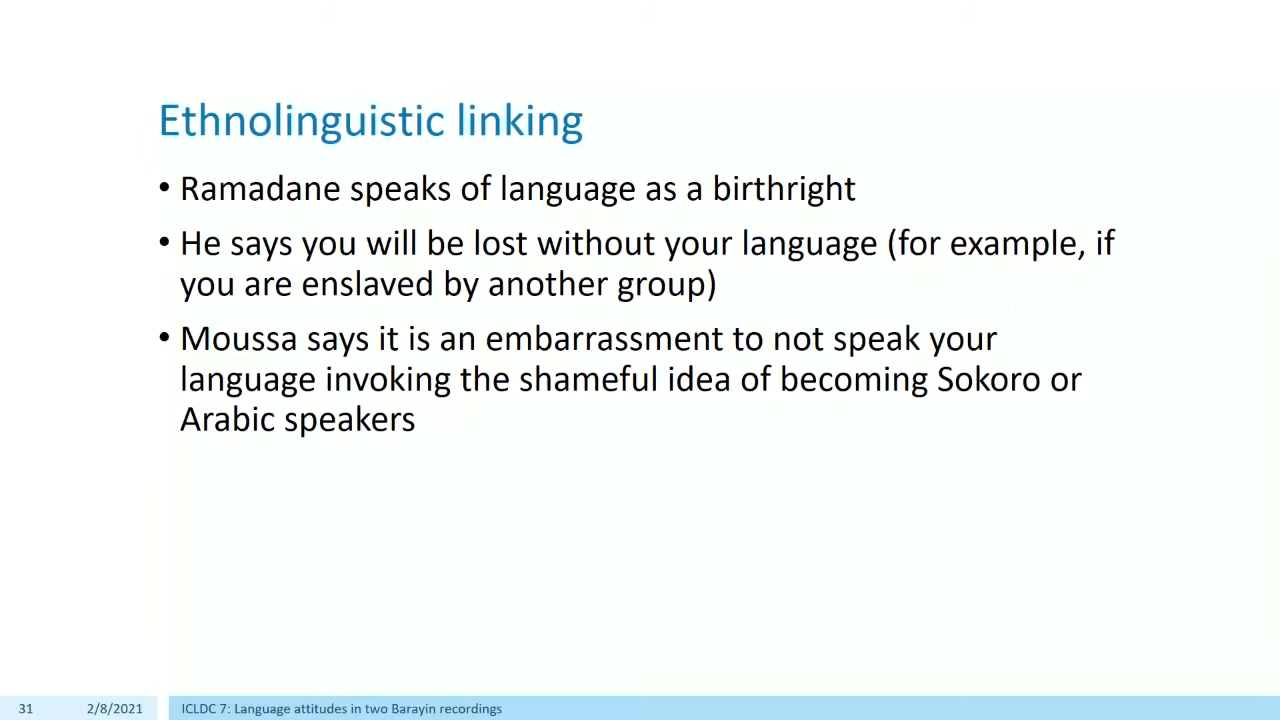 Ethnolinguistic linking
• Ramadane speaks of language as a birthright
• He says you will be lost without your language (for example, if
you are enslaved by another group)
• Moussa says it is an embarrassment to not speak your
language invoking the shameful idea of becoming Sokoro or
Arabic speakers
31 2/8/2021 ICLDC 7: Language attitudes in two Barayin recordings